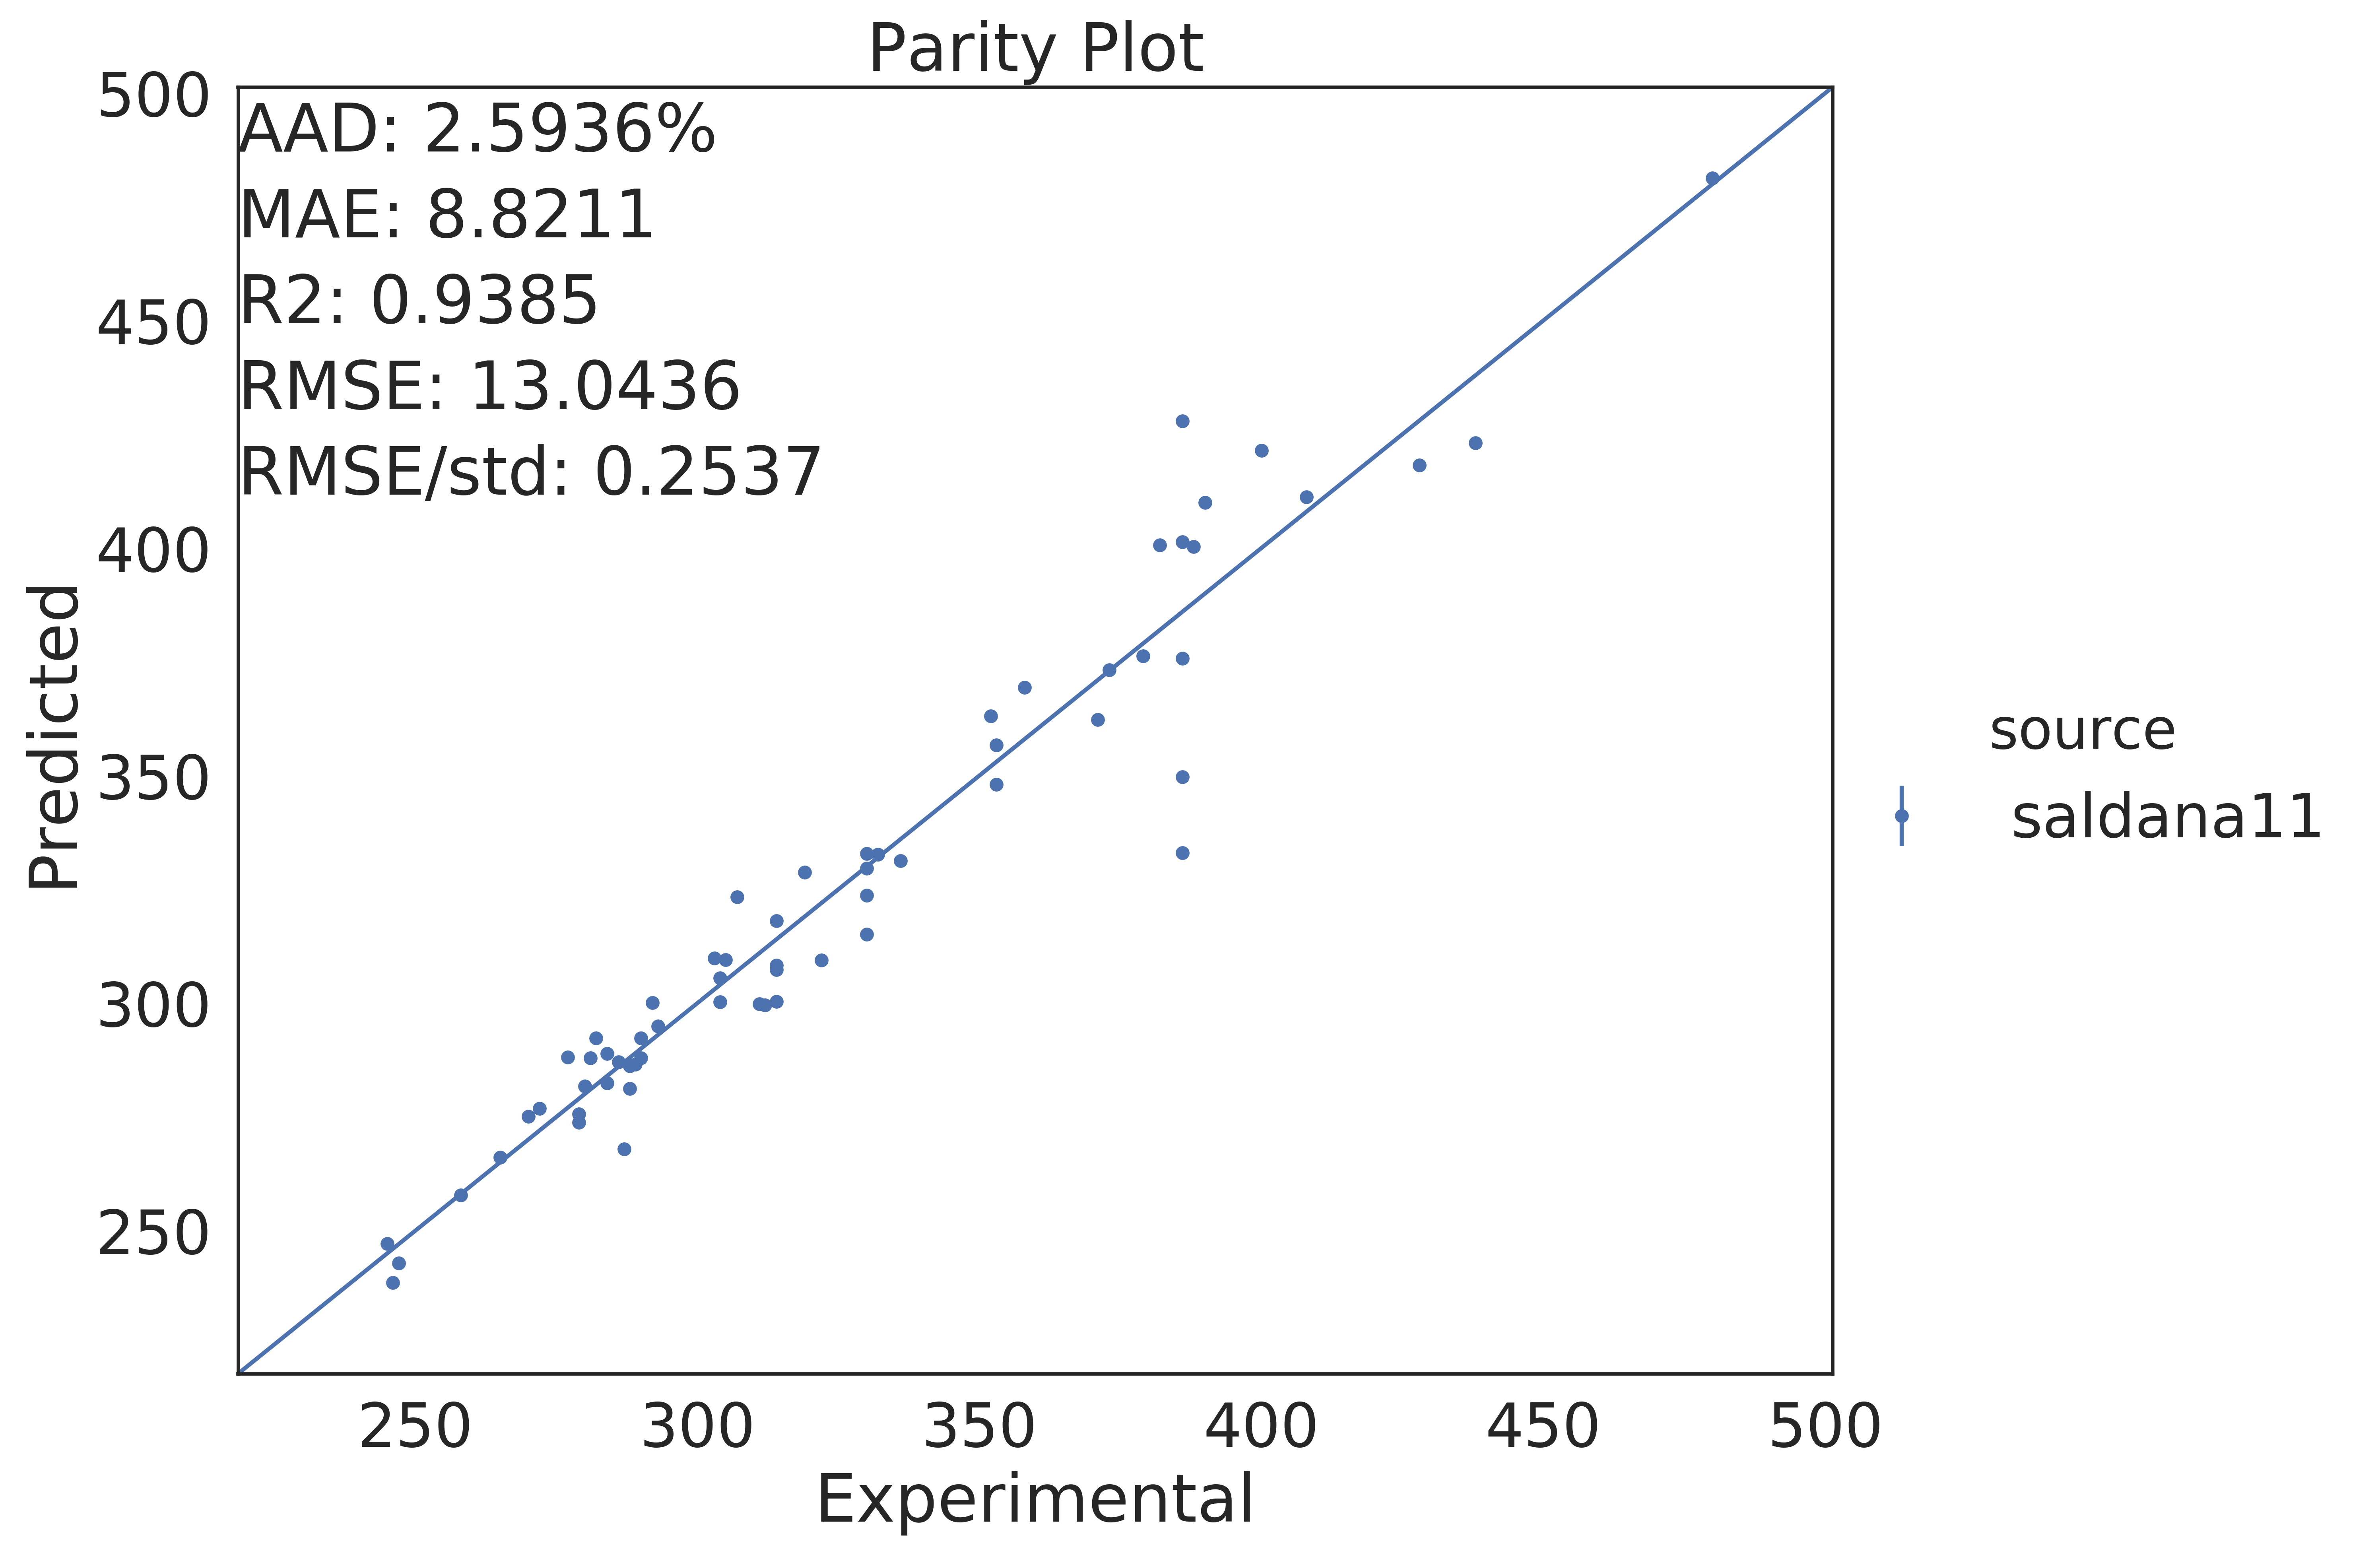 Parity Plot
AAD: 2.5936%
MAE: 8.8211
R2: 0.9385
RMSE: 13.0436
RMSE/std: 0.2537
500
450
400
350
300
250
Predicted
250 300 350 400 450 500
Experimental
source
saldana11